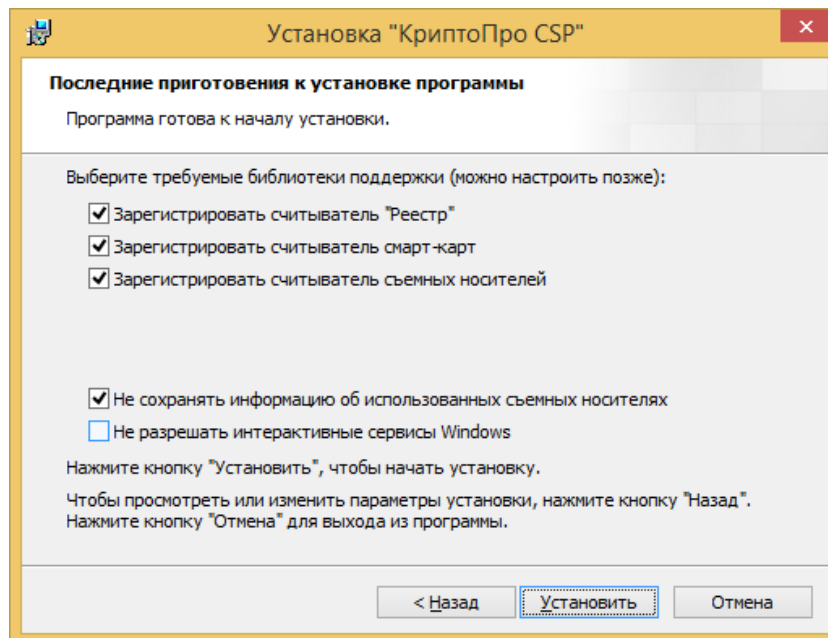 Установка "КриптоПро CSP"
Последние приготовления к установке программы
Программа готова к началу установки.
Выберите требуемые библиотеки поддержки (можно настроить позже):
Зарегистрировать считыватель "Реестр"
Зарегистрировать считыватель смарт-карт
Зарегистрировать считыватель съемных носителей
Не сохранять информацию об использованных съемных носителях
Не разрешать интерактивные сервисы Windows
Нажмите кнопку "Установить", чтобы начать установку.
Чтобы просмотреть или изменить параметры установки, нажмите кнопку "Назад".
Нажмите кнопку "Отмена" для выхода из программы.
< Назад Установить Отмена